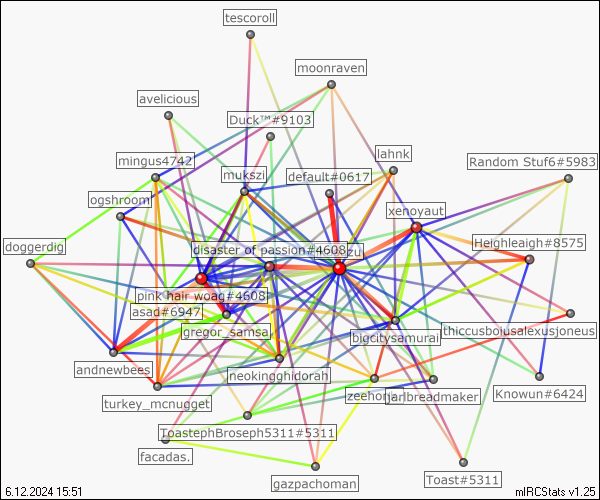 tescoroll
moonraven
avelicious
Duck™#9103
mingus4742
lahnk
Random Stuf6#5983
mukszi
default#0617
ogshroom
xenoyaut
doggerdig
disaster of passion#4608
zu
Heighleaigh#8575
pink hair woag#4608
asad#6947
gregor_samsa
bigcitysamurai
thiccusboiusalexusjoneus
andnewbees
neokingghidorah
turkey_mcnugget
zeehona
jarlbreadmaker
Knowun#6424
ToastephBroseph5311#5311
facadas.
gazpachoman
Toast#5311
6.12.2024 15:51
mIRCStats v1.25